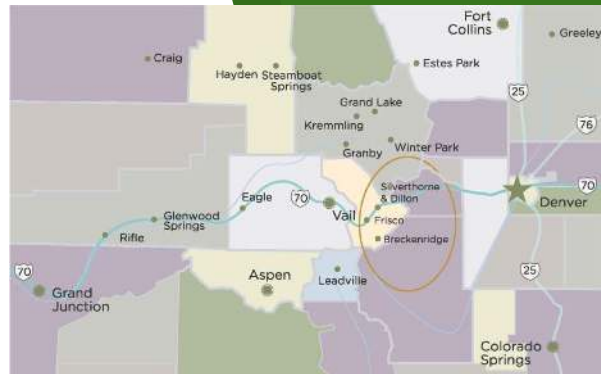 Fort
Collins
Greeley
Craig
Hayden
Steamboat
Springs
Estes Park
25
Grand Lake
Kremmling
76
Granby
Winter Park
70
Silverthorne
& Dillon
70
Denver
Eagle
Vail
Frisco
Glenwood
Springs
Rifle
Breckenridge
70
Grand
Junction
Aspen
Leadville
25
Colorado
Springs